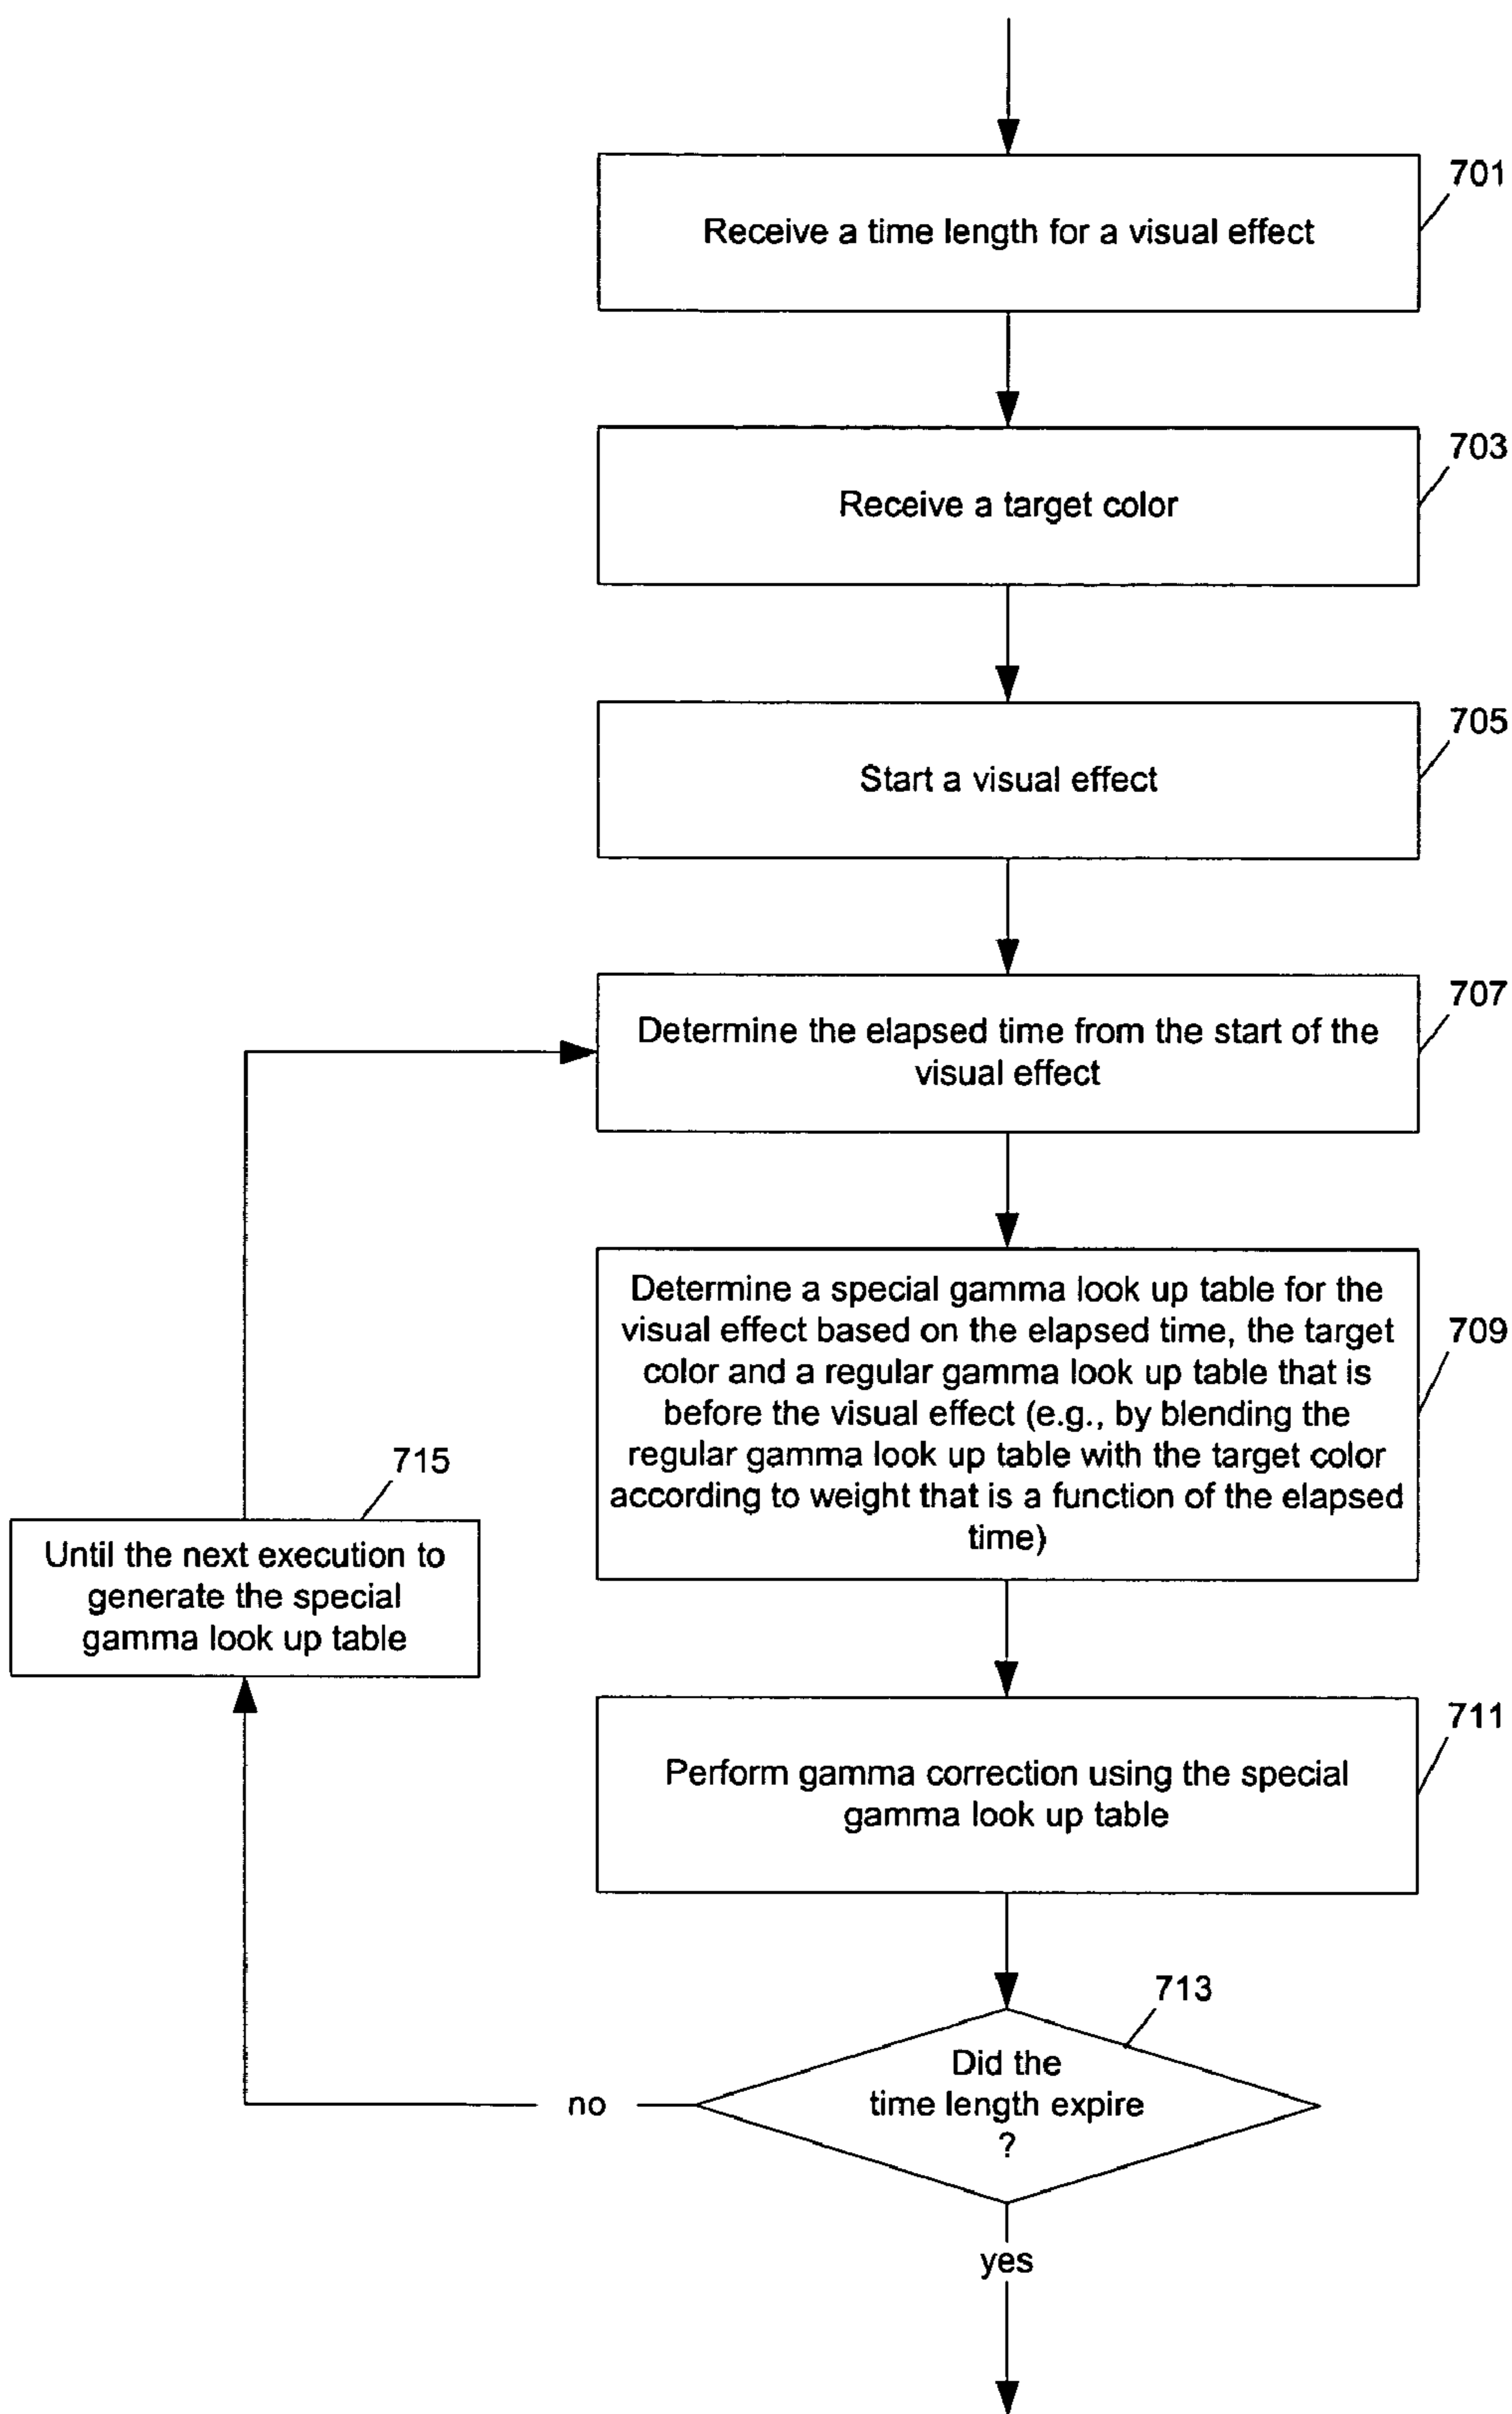 701
Receive a time length for a visual effect
703
Receive a target color
705
Start a visual effect
707
Determine the elapsed time from the start of the
visual effect
709
Determine a special gamma look up table for the
visual effect based on the elapsed time, the target
color and a regular gamma look up table that is
before the visual effect (e.g., by blending the
regular gamma look up table with the target color
according to weight that is a function of the elapsed
time)
715
Until the next execution to
generate the special
gamma look up table
711
Perform gamma correction using the special
gamma look up table
713
Did the
time length expire
?
no
yes